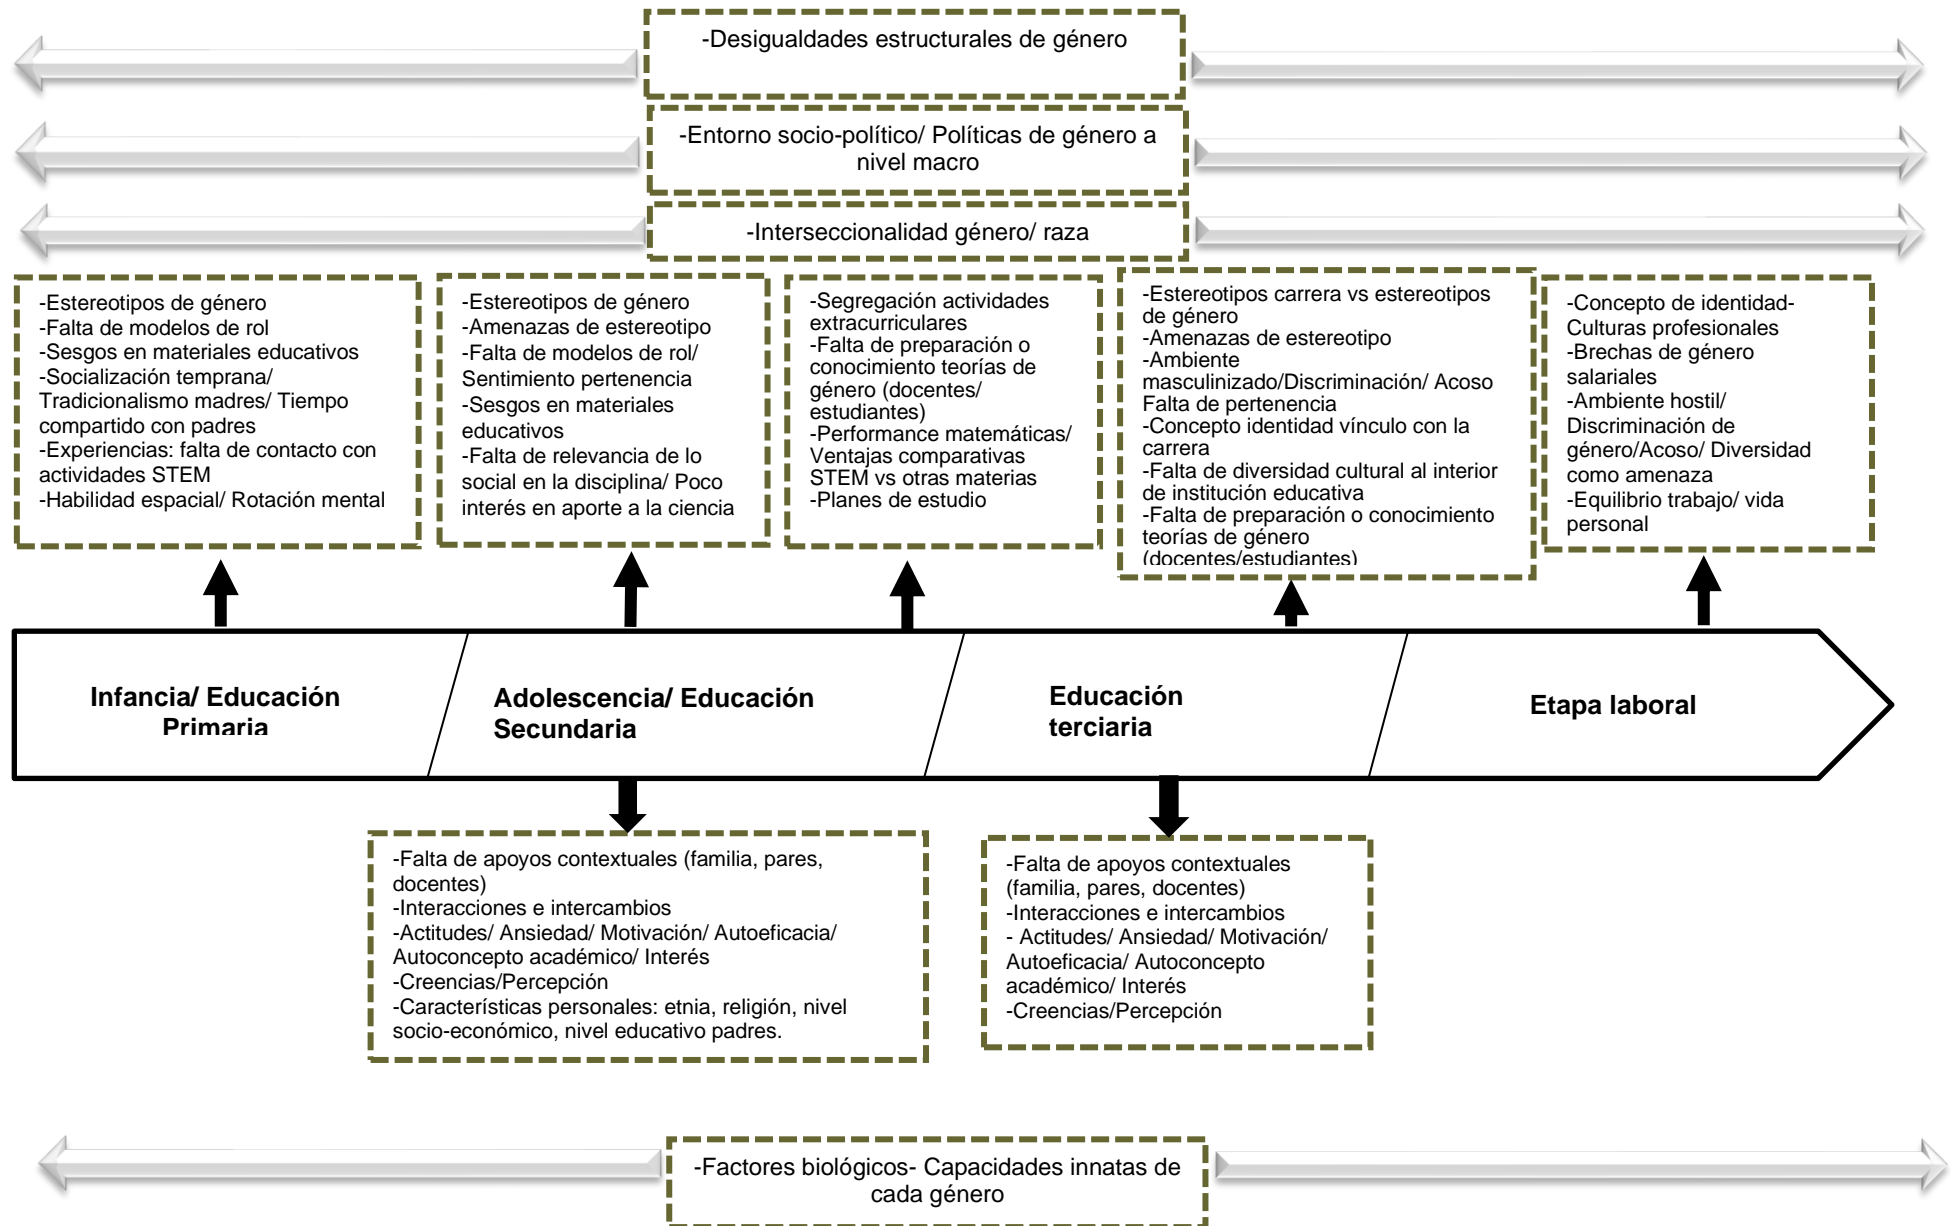 -Desigualdades estructurales de género
-Entorno socio-político/ Políticas de género a
nivel macro
-Interseccionalidad género/ raza
-Estereotipos de género
-Falta de modelos de rol
-Sesgos en materiales educativos
-Socialización temprana/
Tradicionalismo madres/ Tiempo
compartido con padres
-Experiencias: falta de contacto con
actividades STEM
-Habilidad espacial/ Rotación mental
-Estereotipos de género
-Amenazas de estereotipo
-Falta de modelos de rol/
Sentimiento pertenencia
-Sesgos en materiales
educativos
-Falta de relevancia de lo
social en la disciplina/ Poco
interés en aporte a la ciencia
-Segregación actividades
extracurriculares
-Falta de preparación o
conocimiento teorías de
género (docentes/
estudiantes)
-Performance matemáticas/
Ventajas comparativas
STEM vs otras materias
-Planes de estudio
-Estereotipos carrera vs estereotipos
de género
-Amenazas de estereotipo
-Ambiente
masculinizado/Discriminación/ Acoso
Falta de pertenencia
-Concepto identidad vínculo con la
carrera
-Falta de diversidad cultural al interior
de institución educativa
-Falta de preparación o conocimiento
teorías de género
(docentes/estudiantes)
-Concepto de identidad-
Culturas profesionales
-Brechas de género
salariales
-Ambiente hostil/
Discriminación de
género/Acoso/ Diversidad
como amenaza
-Equilibrio trabajo/ vida
personal
Infancia/ Educación
Primaria
Adolescencia/ Educación
Secundaria
Educación
terciaria
Etapa laboral
-Falta de apoyos contextuales (familia, pares,
docentes)
-Interacciones e intercambios
-Actitudes/ Ansiedad/ Motivación/ Autoeficacia/
Autoconcepto académico/ Interés
-Creencias/Percepción
-Características personales: etnia, religión, nivel
socio-económico, nivel educativo padres.
-Falta de apoyos contextuales
(familia, pares, docentes)
-Interacciones e intercambios
- Actitudes/ Ansiedad/ Motivación/
Autoeficacia/ Autoconcepto
académico/ Interés
-Creencias/Percepción
-Factores biológicos- Capacidades innatas de
cada género